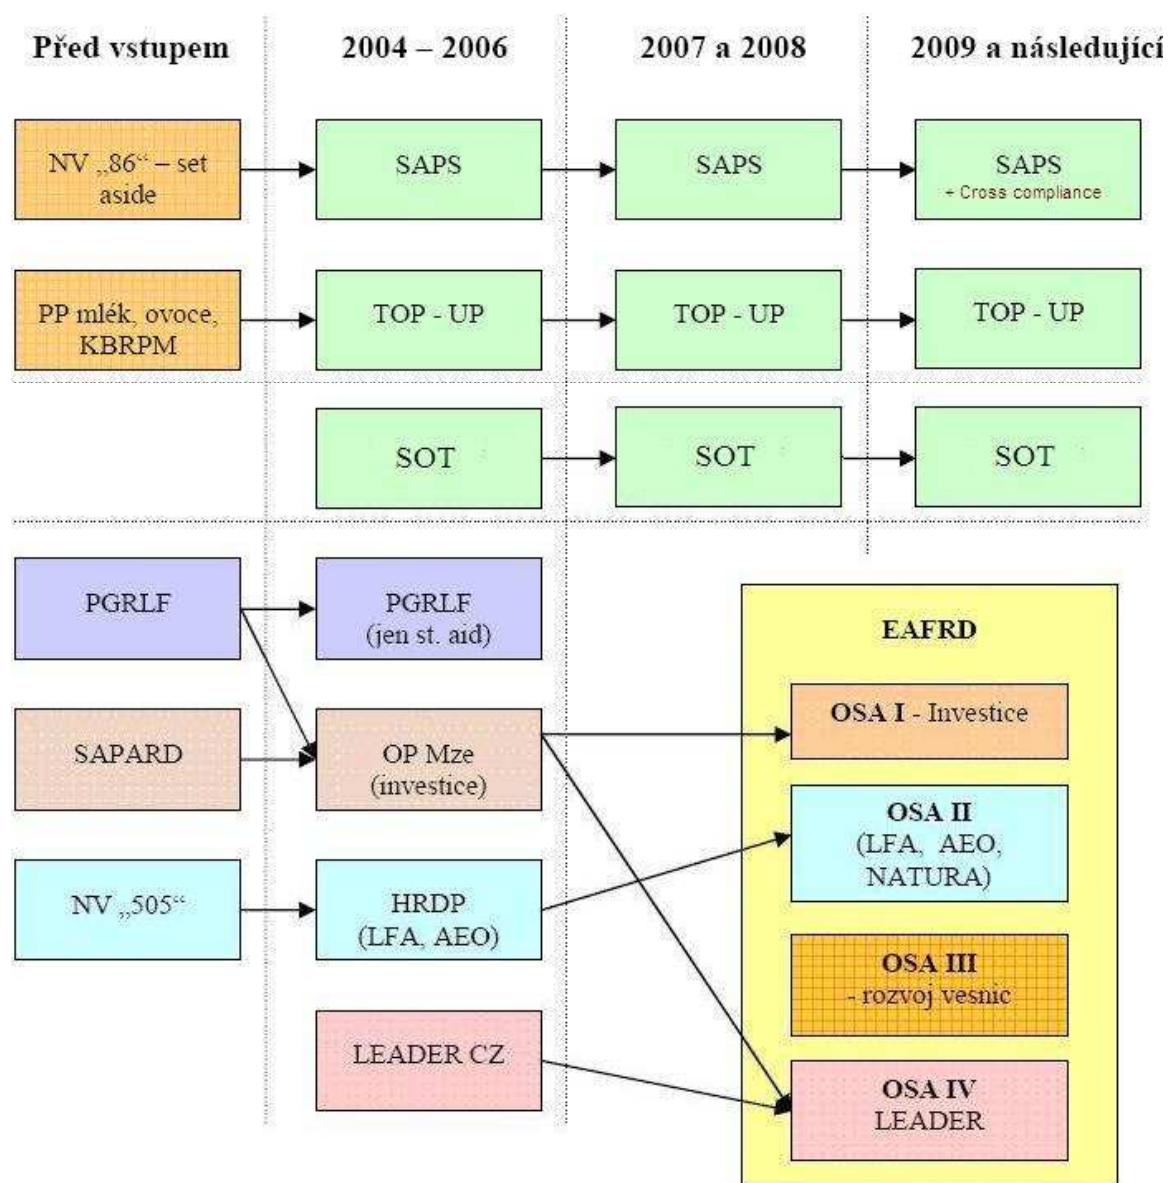 Před vstupem
2004 – 2006
2007 a 2008
2009 a následující
NV „86“ – set
aside
SAPS
SAPS
SAPS
+ Cross compliance
PP mlék, ovoce,
KBRPM
TOP - UP
TOP - UP
TOP - UP
SOT
SOT
SOT
PGRLF
PGRLF
(jen st. aid)
EAFRD
OSA I - Investice
SAPARD
OP Mze
(investice)
OSA II
(LFA, AEO,
NATURA)
NV „505“
HRDP
(LFA, AEO)
OSA III
- rozvoj vesnic
LEADER CZ
OSA IV
LEADER